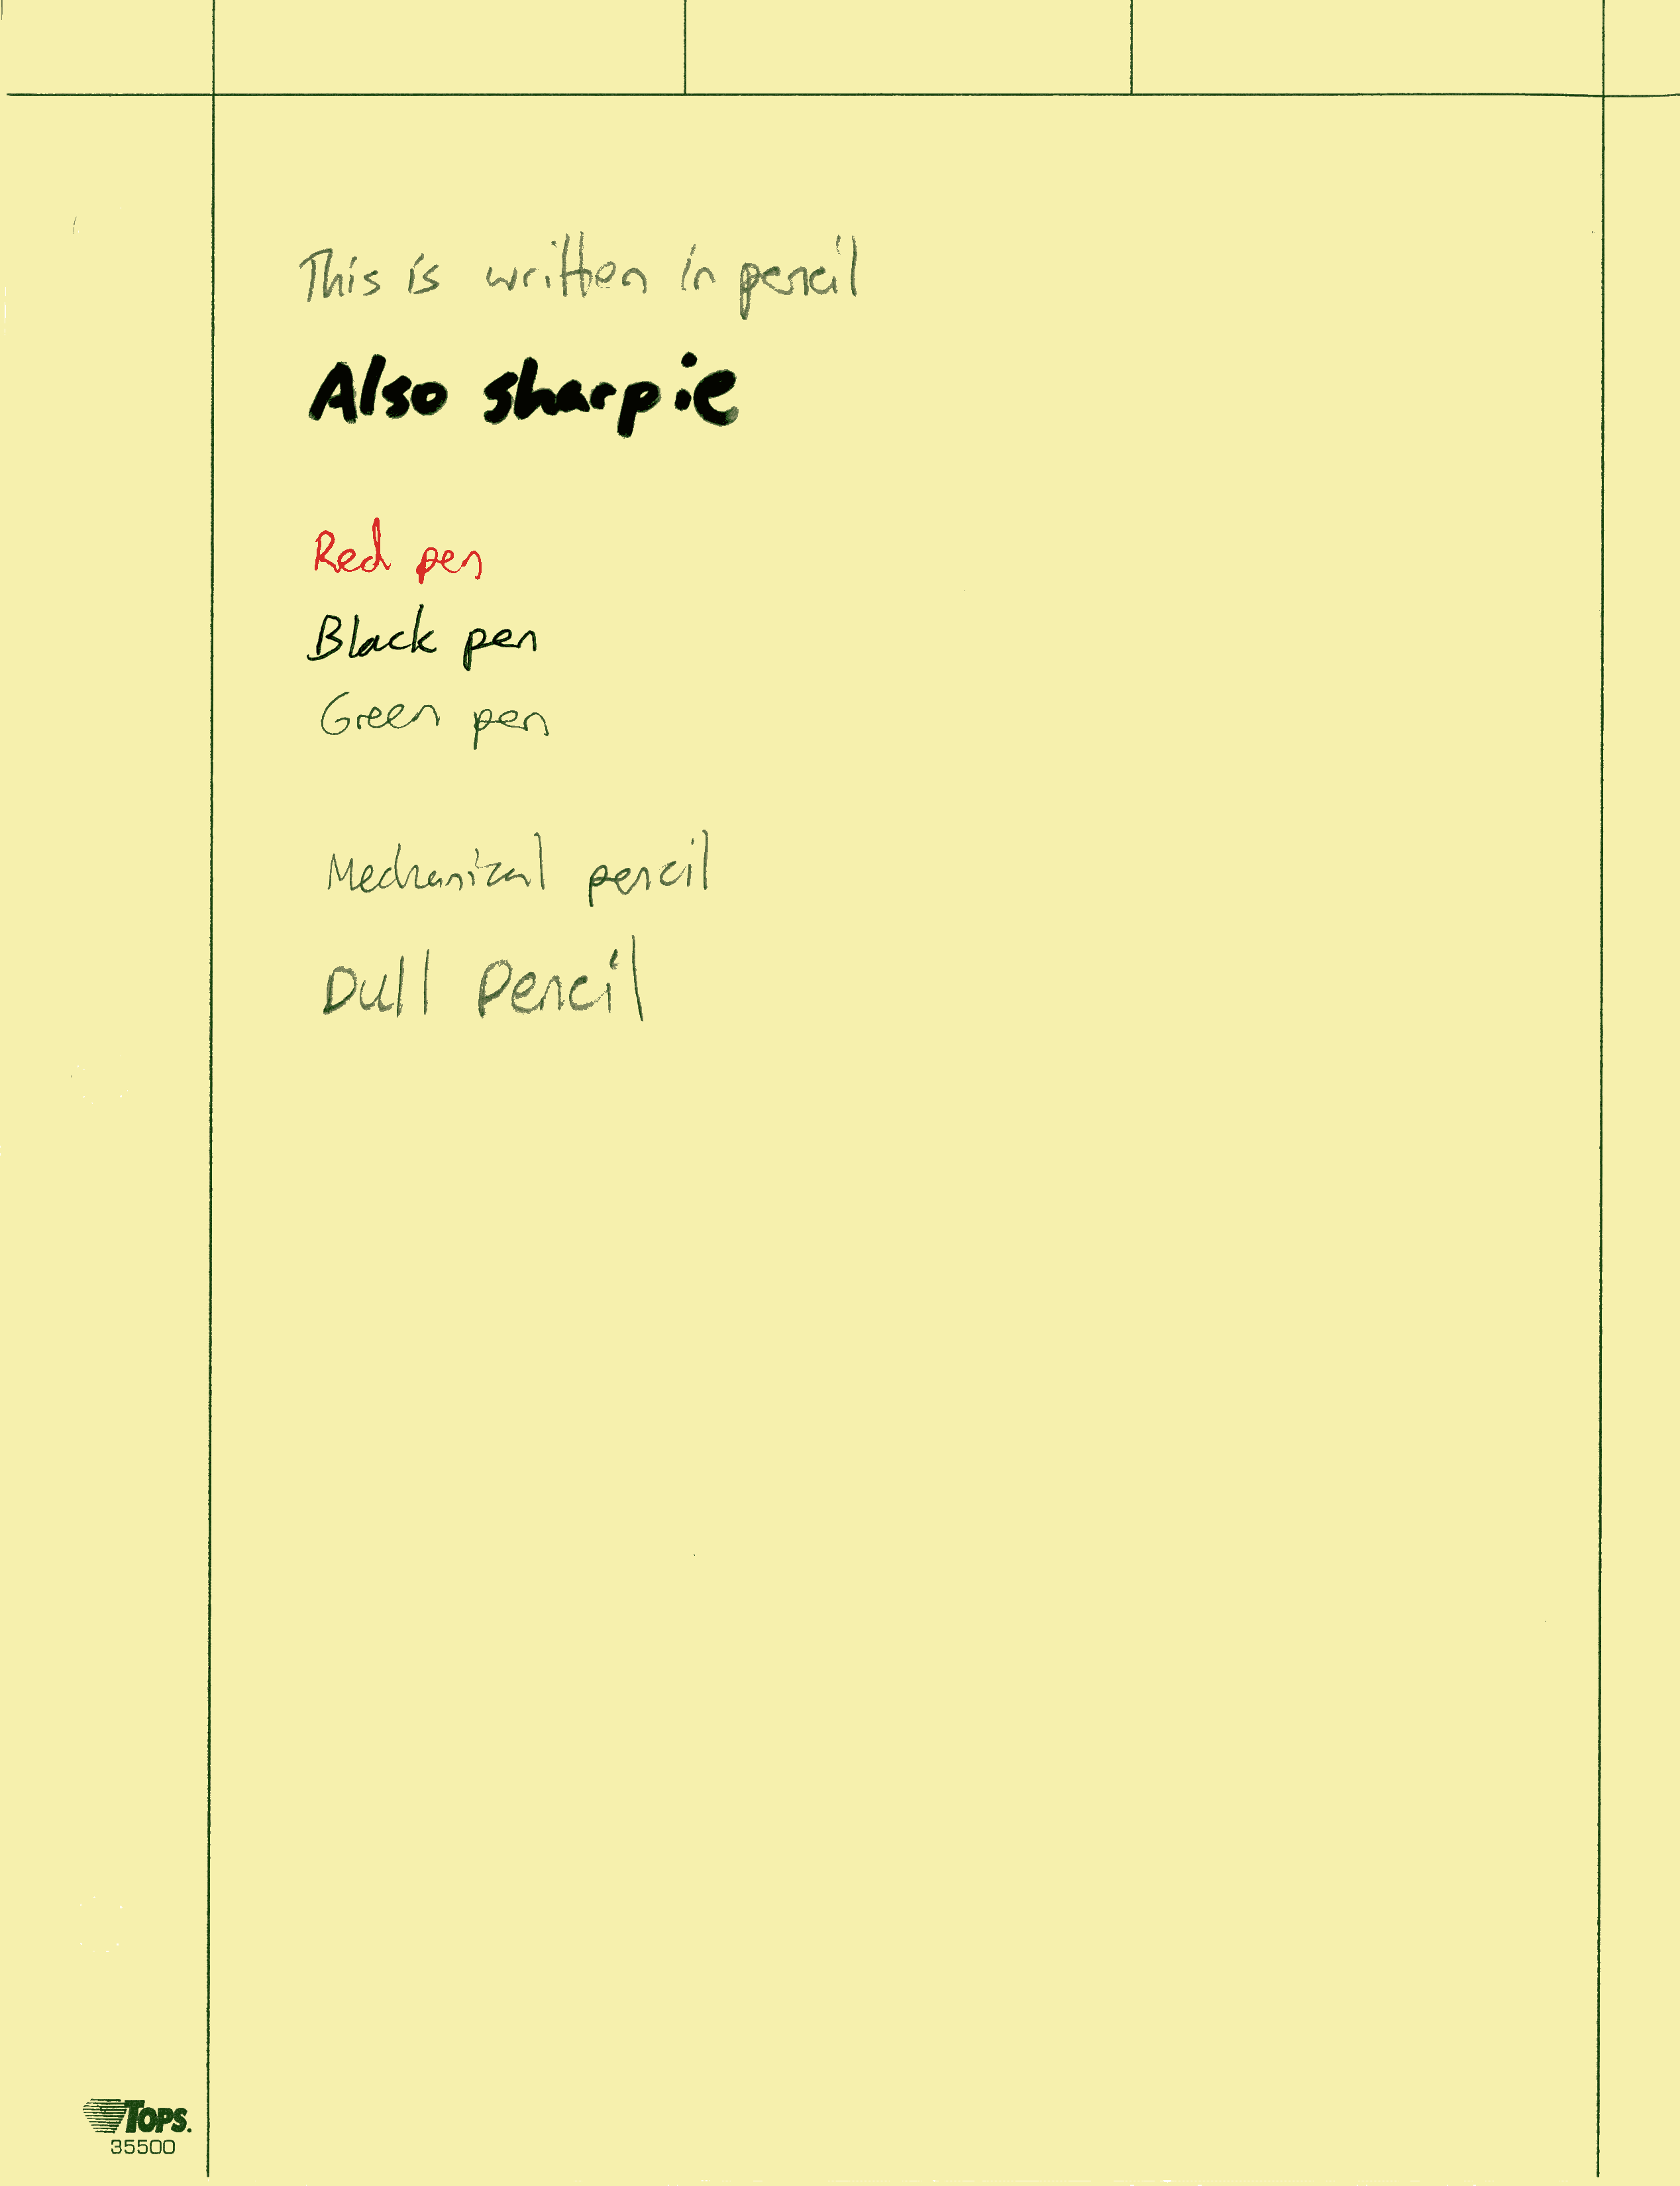 This is written in pencil
Also sharpie
Red pen
Black pen
Green pen
Mechanical pencil
Dull Pencil
TOPS.
35500